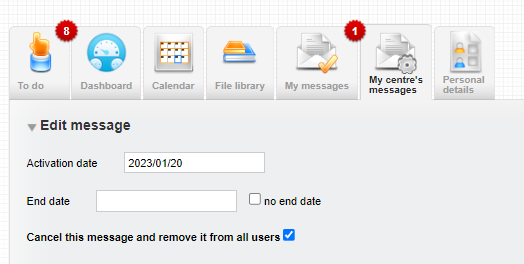 8
1
To do
Dashboard
Calendar
File library
My messages
My centre's
messages
Personal
details
Edit message
Activation date 2023/01/20
End date no end date
Cancel this message and remove it from all users